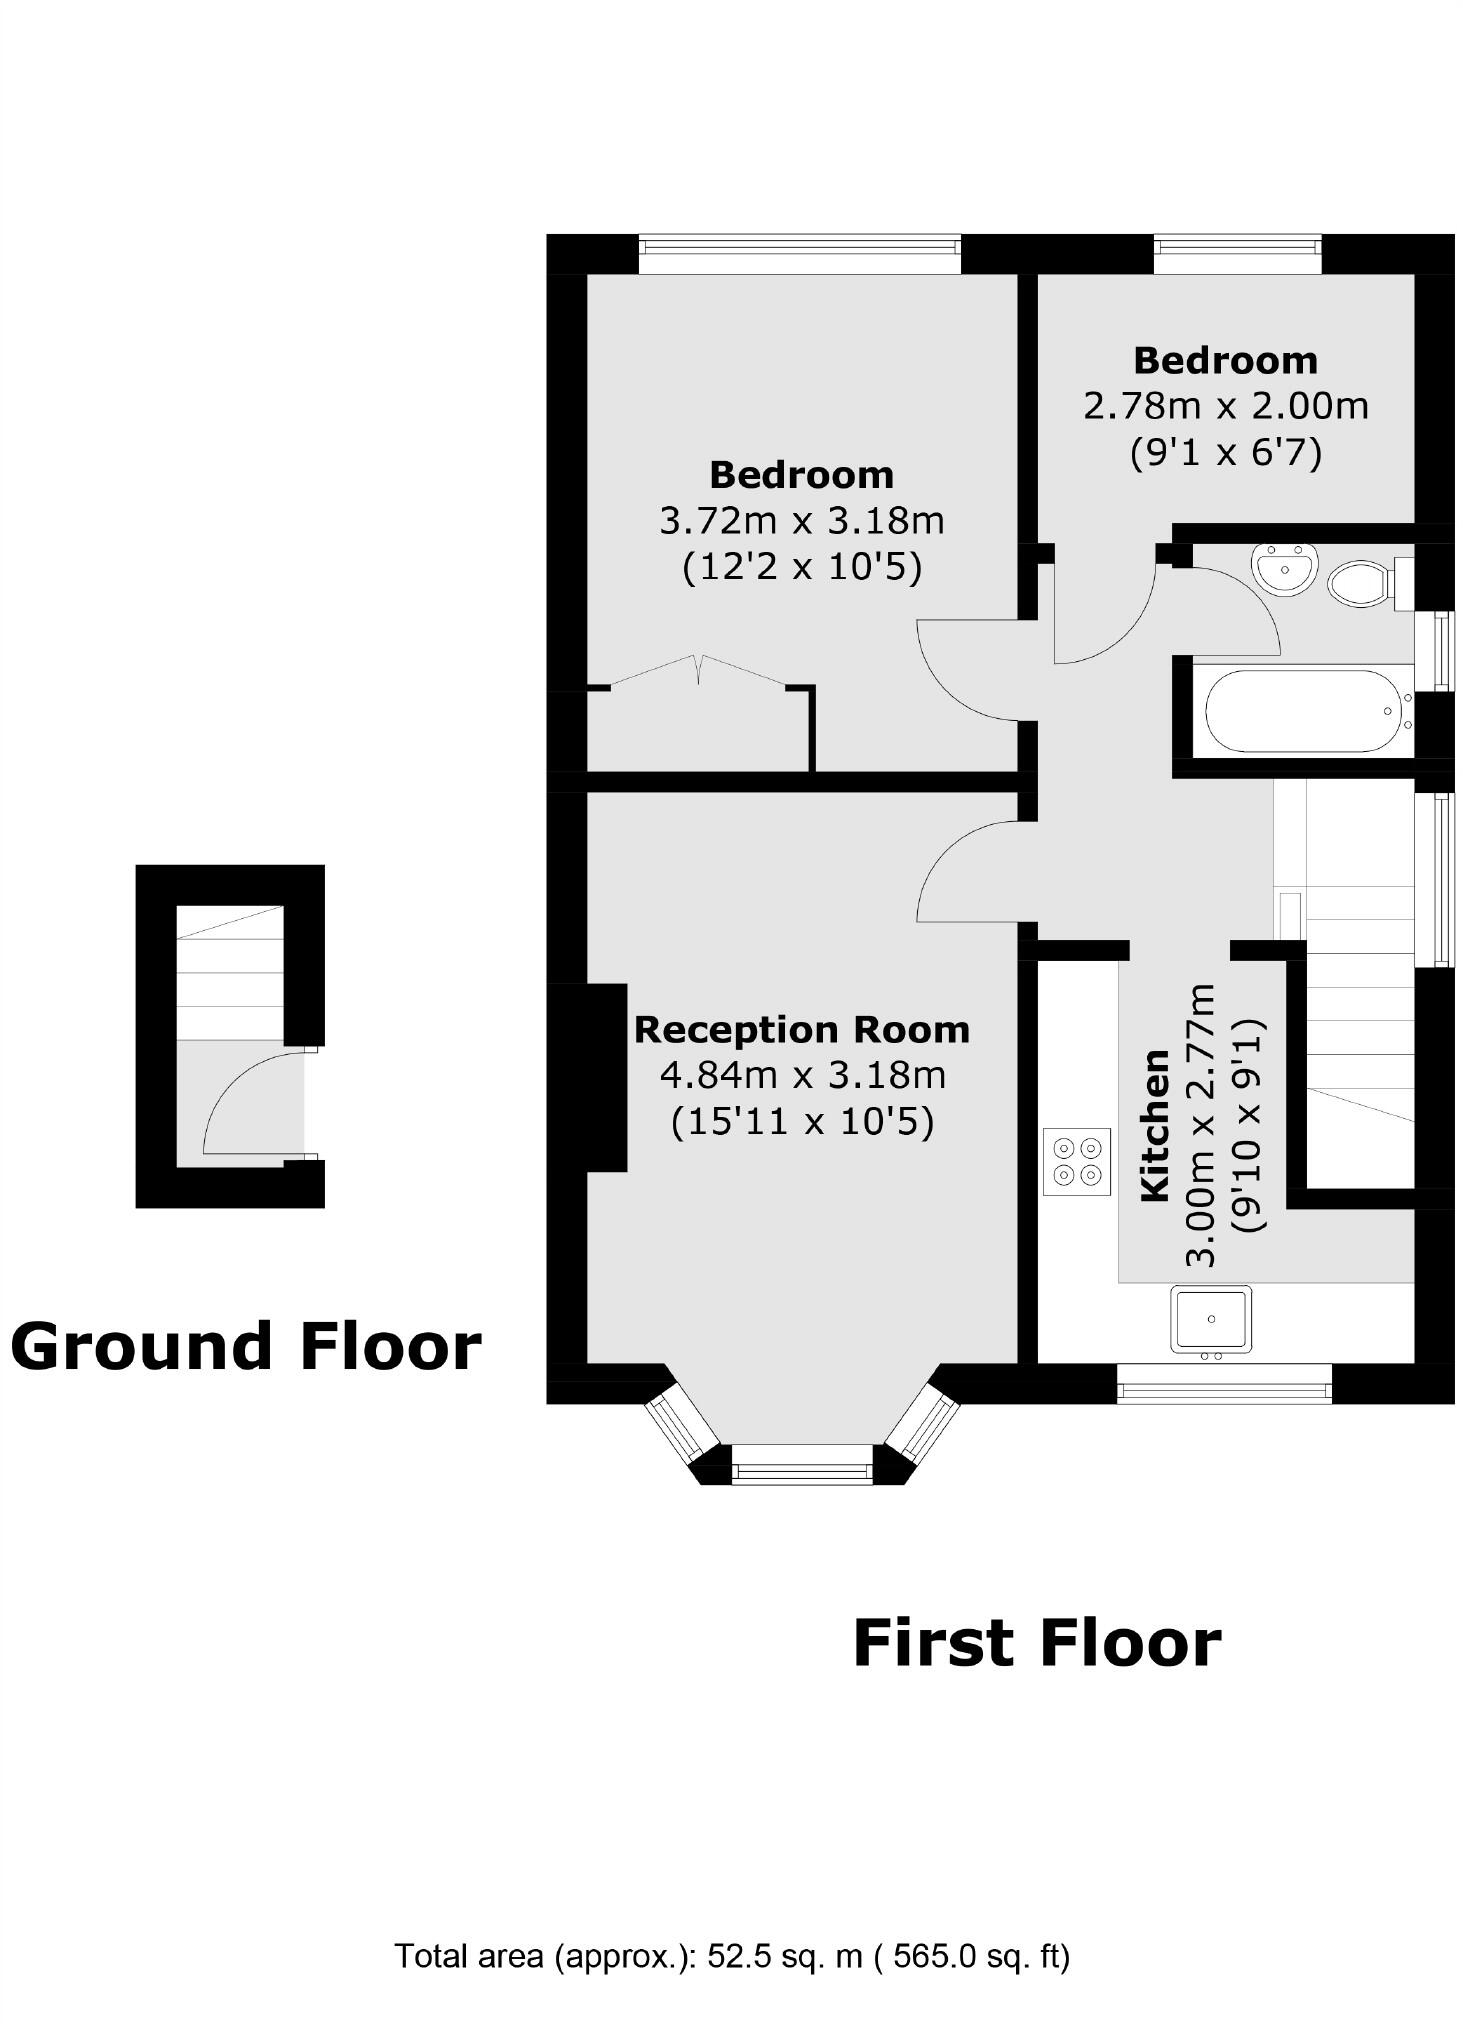 Bedroom
3.72m x 3.18m
(12'2 x 10'5)
Bedroom
2.78m x 2.00m
(9'1 x 6'7)
Reception Room
4.84m x 3.18m
(15'11 x 10'5)
Kitchen
3.00m x 2.77m
(9'10 x 9'1)
Ground Floor
First Floor
Total area (approx.): 52.5 sq. m ( 565.0 sq. ft)